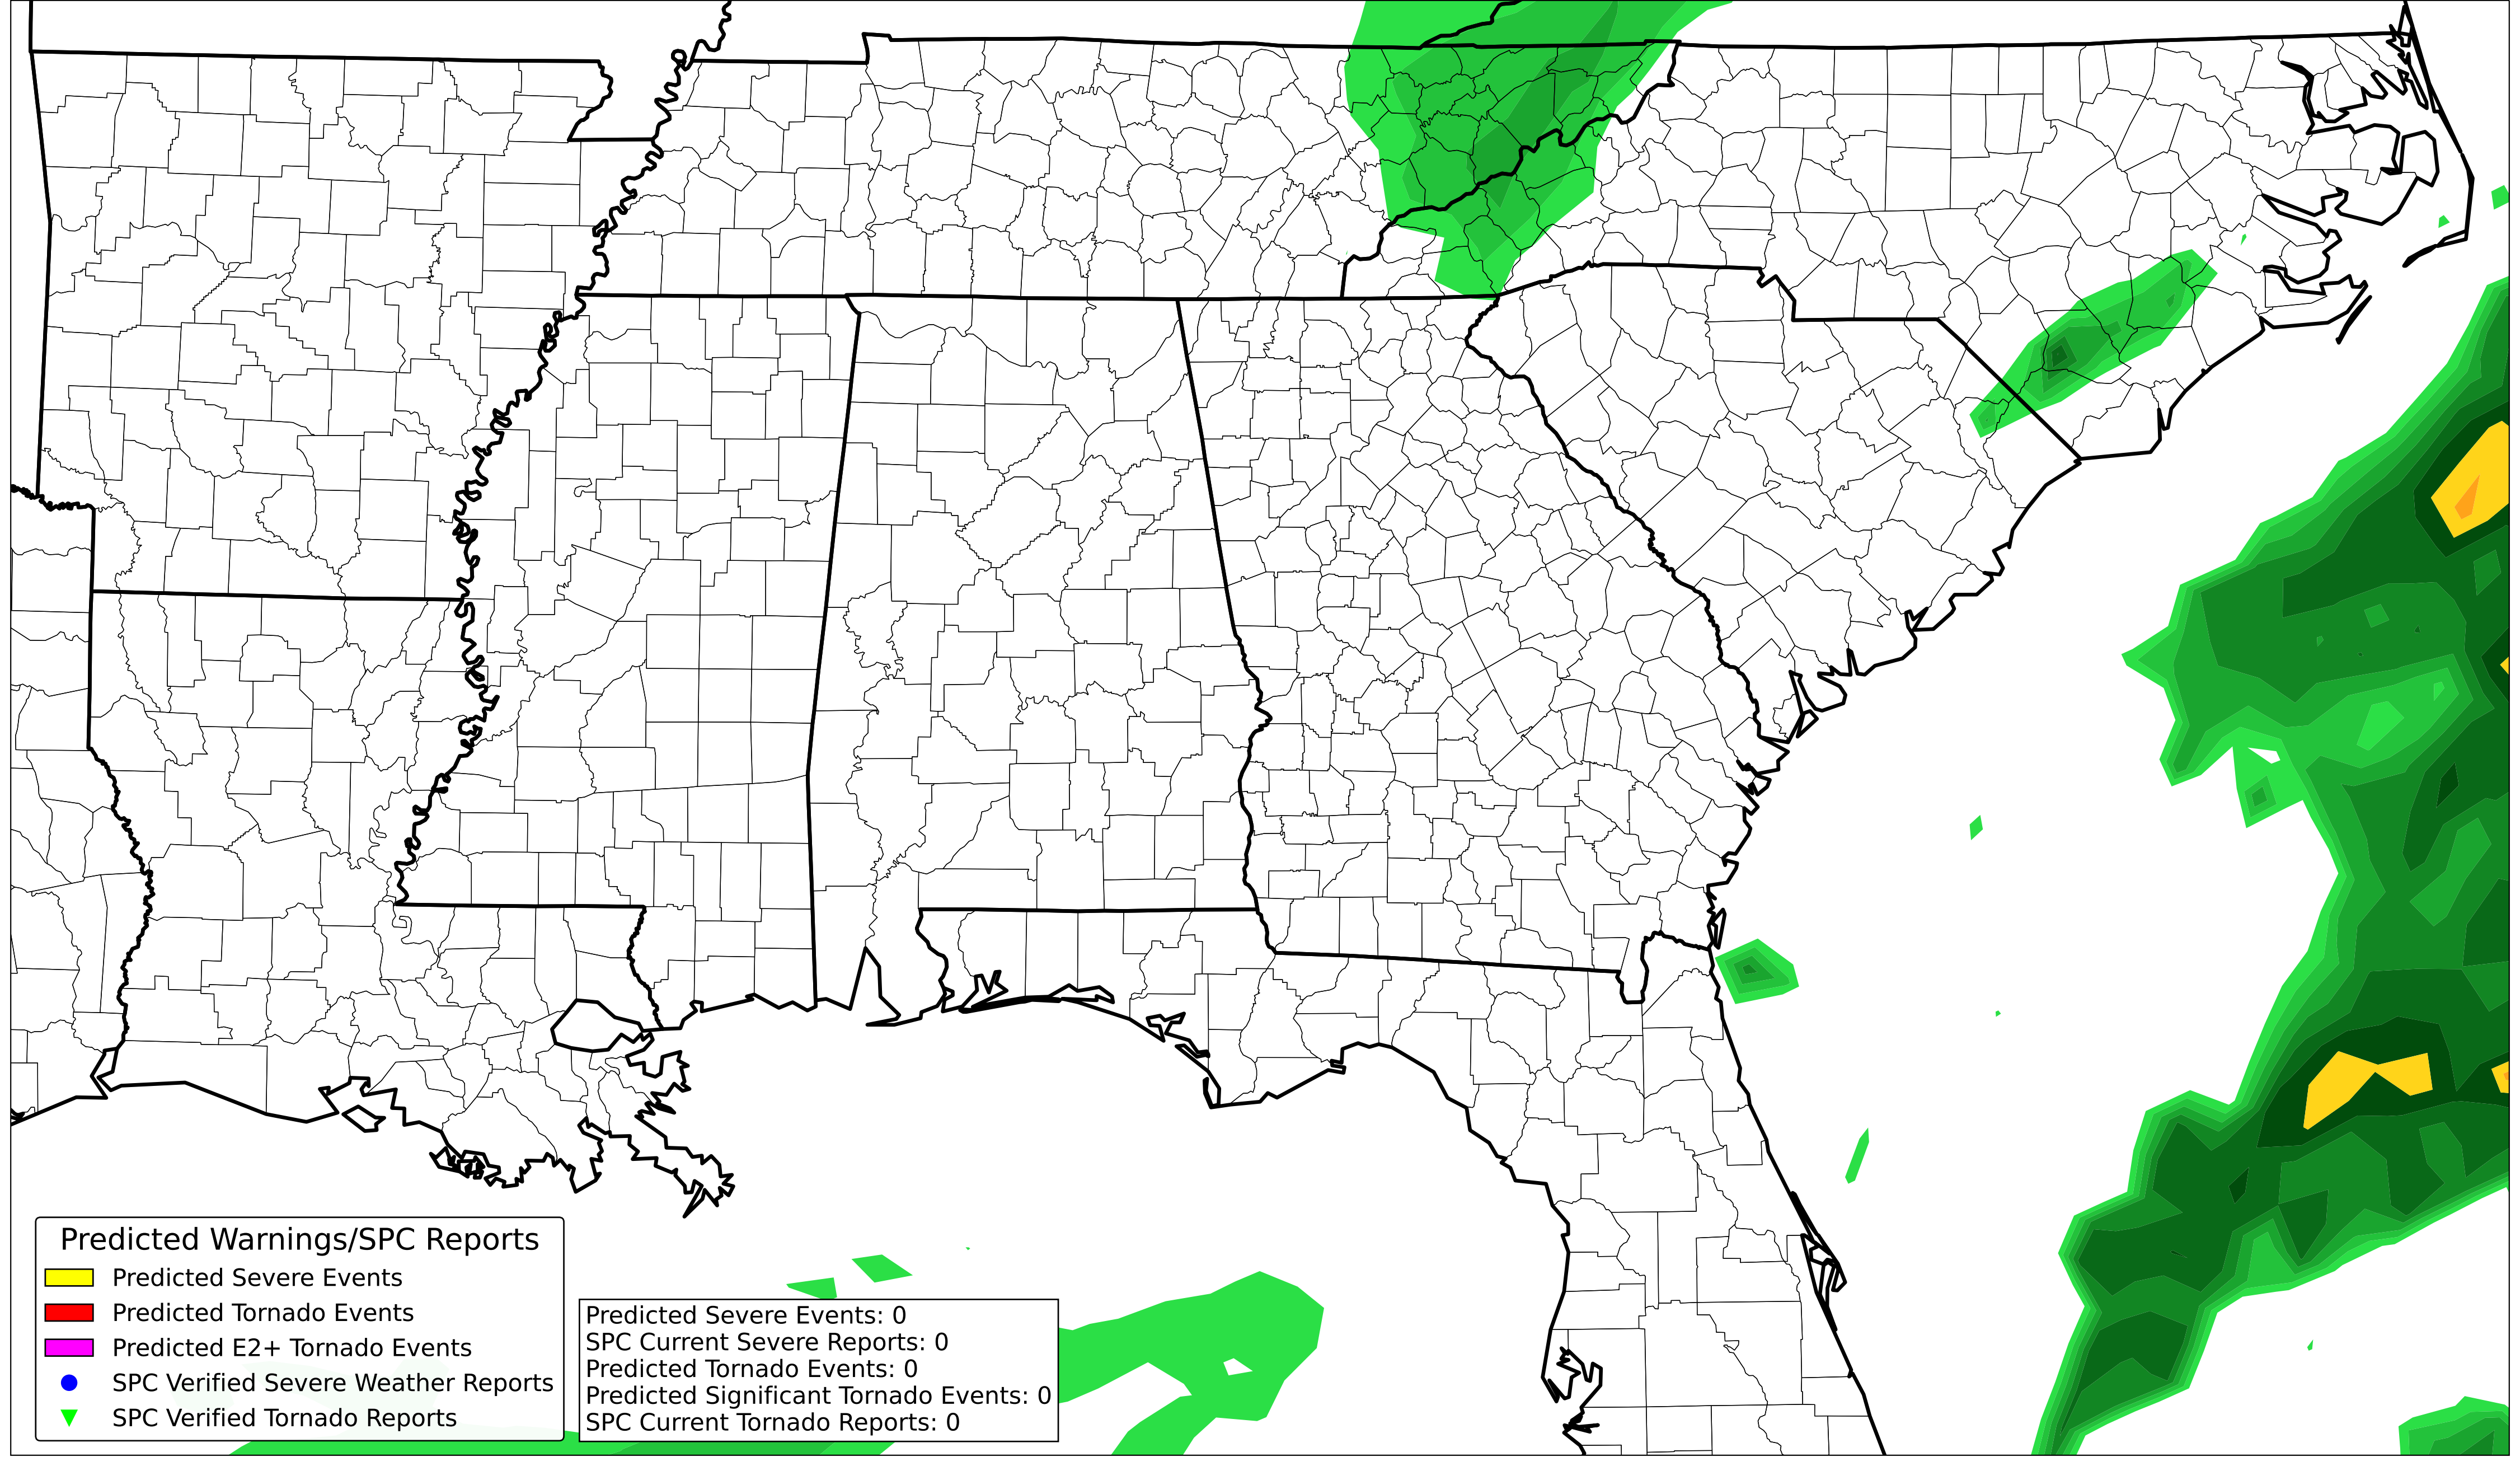 Predicted Warnings/SPC Reports
Predicted Severe Events
Predicted Tornado Events
Predicted E2+ Tornado Events
SPC Verified Severe Weather Reports
SPC Verified Tornado Reports
Predicted Severe Events: 0
SPC Current Severe Reports: 0
Predicted Tornado Events: 0
Predicted Significant Tornado Events: 0
SPC Current Tornado Reports: 0